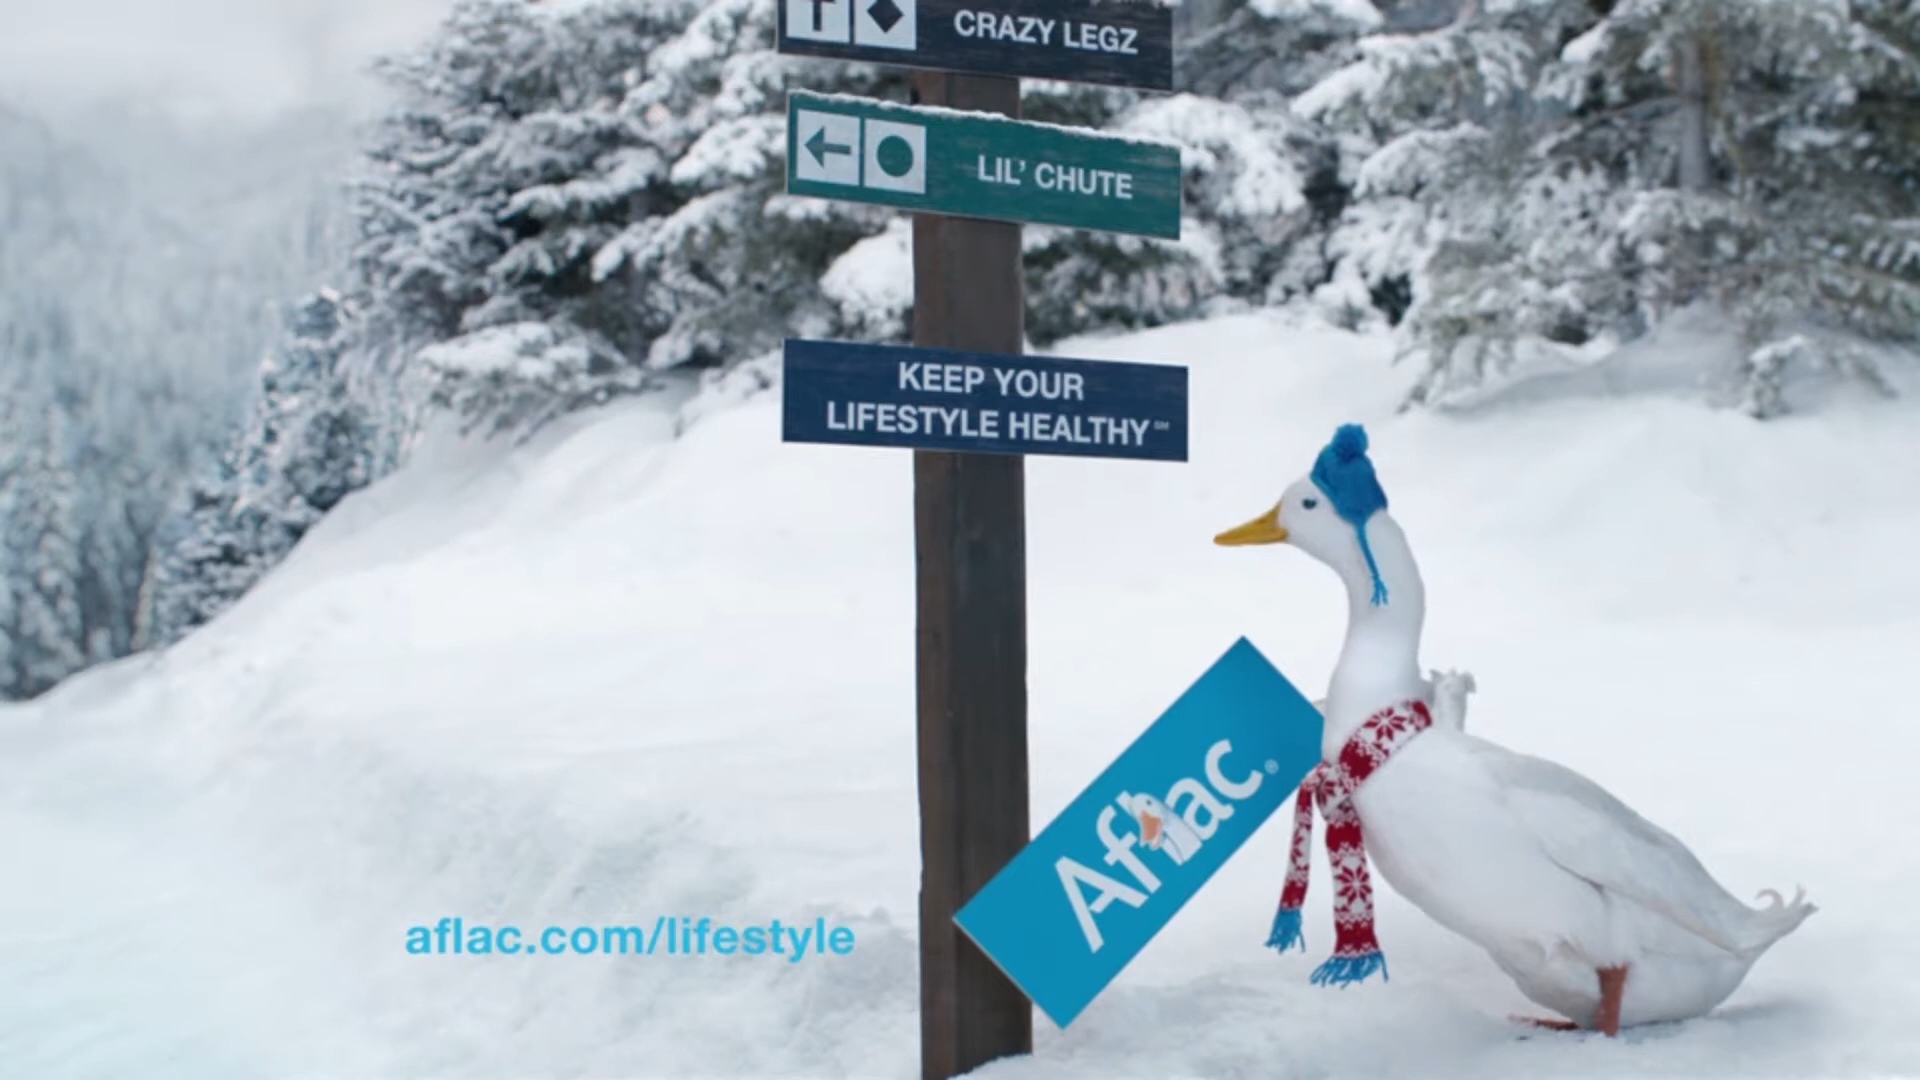 CRAZY LEGZ
LIL' CHUTE
KEEP YOUR
LIFESTYLE HEALTHY℠
Aflac®
aflac.com/lifestyle